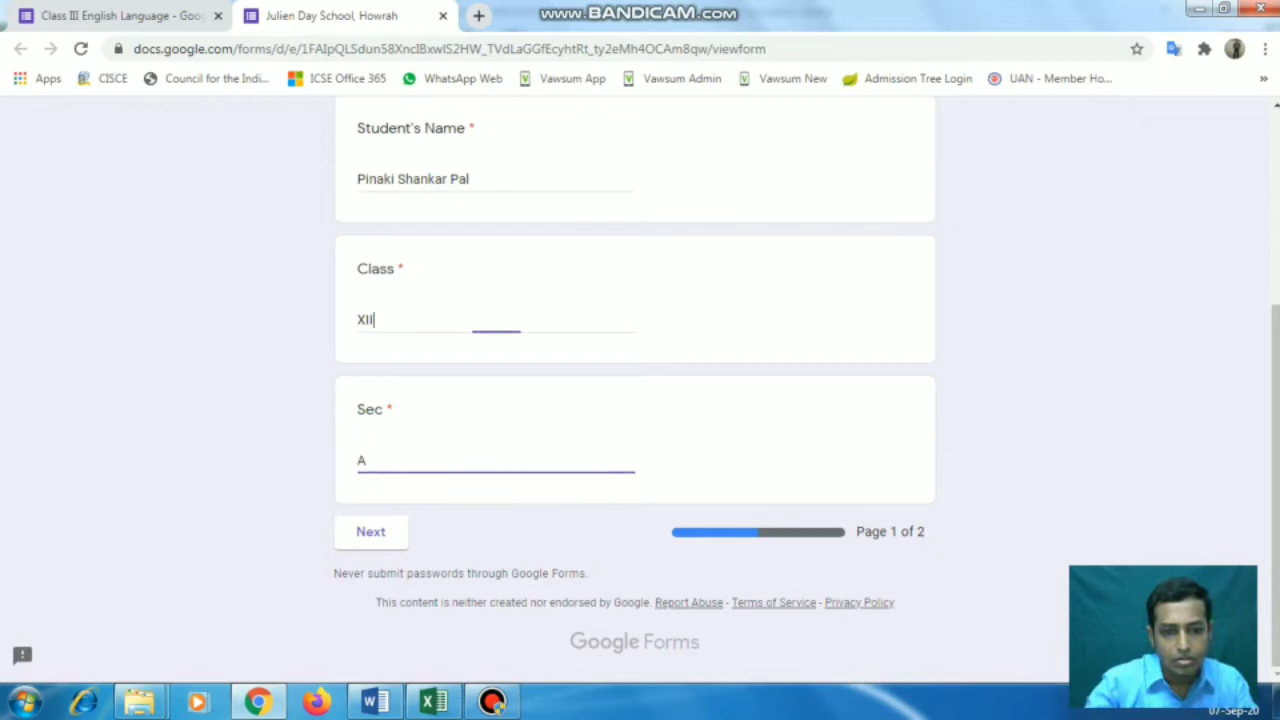 Class III English Language - Goo
Julien Day School, Howrah
www.BANDICAM.com
docs.google.com/forms/d/e/1FAIpQLSdun58XncIBxwIS2HW_TVdLaGGfEcyhtRt_ty2eMh4OCAm8qw/viewform
Apps
CISCE
Council for the Indi...
ICSE Office 365
WhatsApp Web
Vawsum App
Vawsum Admin
Vawsum New
Admission Tree Login
UAN - Member Ho...
»
Student's Name *
Pinaki Shankar Pal
Class *
XII
Sec *
A
Next
Page 1 of 2
Never submit passwords through Google Forms.
This content is neither created nor endorsed by Google. Report Abuse - Terms of Service - Privacy Policy
Google Forms
07-Sep-20